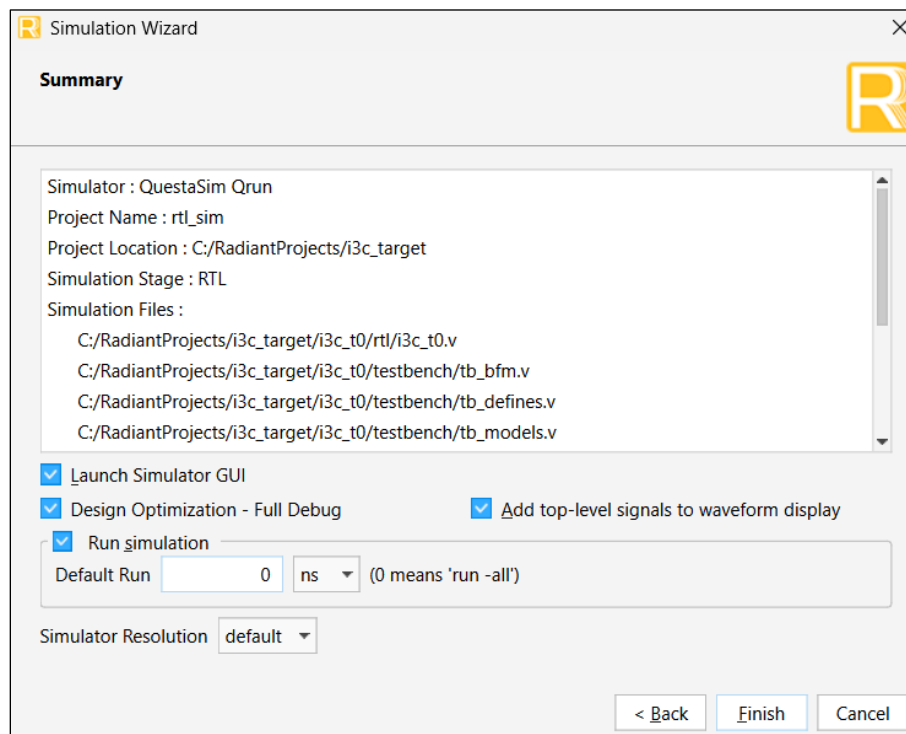 Simulation Wizard
Summary
Simulator : QuestaSim Qrun
Project Name : rtl_sim
Project Location : C:/RadiantProjects/i3c_target
Simulation Stage : RTL
Simulation Files :
C:/RadiantProjects/i3c_target/i3c_t0/rtl/i3c_t0.v
C:/RadiantProjects/i3c_target/i3c_t0/testbench/tb_bfm.v
C:/RadiantProjects/i3c_target/i3c_t0/testbench/tb_defines.v
C:/RadiantProjects/i3c_target/i3c_t0/testbench/tb_models.v
Launch Simulator GUI
Design Optimization - Full Debug Add top-level signals to waveform display
Run simulation
Default Run 0 ns (0 means 'run -all')
Simulator Resolution default
< Back Finish Cancel